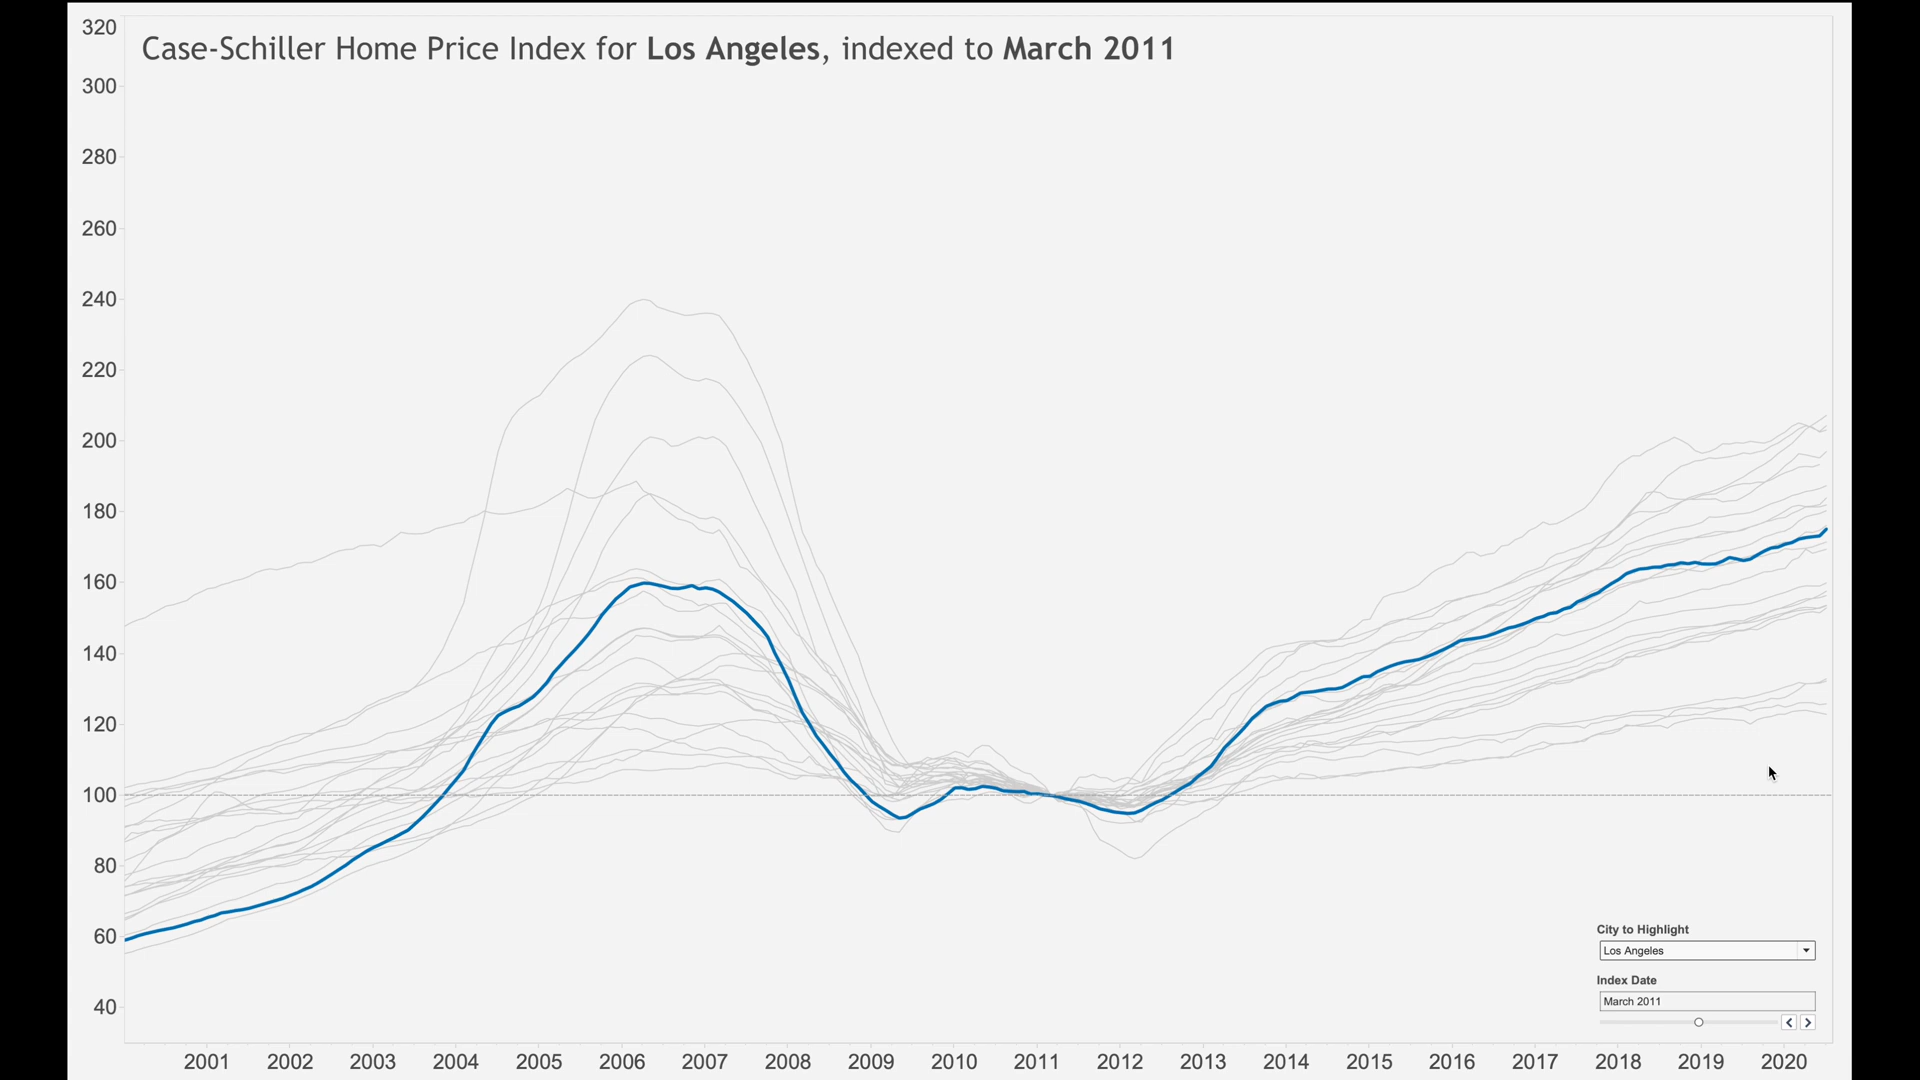 Case-Schiller Home Price Index for Los Angeles, indexed to March 2011
320
300
280
260
240
220
200
180
160
140
120
100
80
60
40
2001 2002 2003 2004 2005 2006 2007 2008 2009 2010 2011 2012 2013 2014 2015 2016 2017 2018 2019 2020
City to Highlight
Los Angeles
Index Date
March 2011